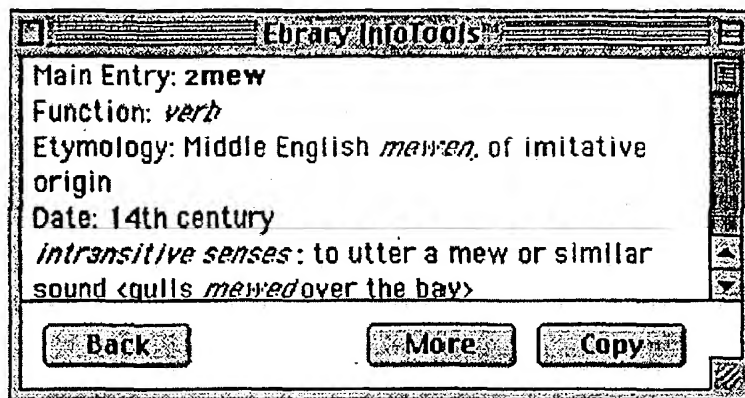 Ebrary InfoTools™
Main Entry: 2mew
Function: verb
Etymology: Middle English mewen, of imitative
origin
Date: 14th century
intransitive senses: to utter a mew or similar
sound <gulls mewed over the bay>
Back More Copy